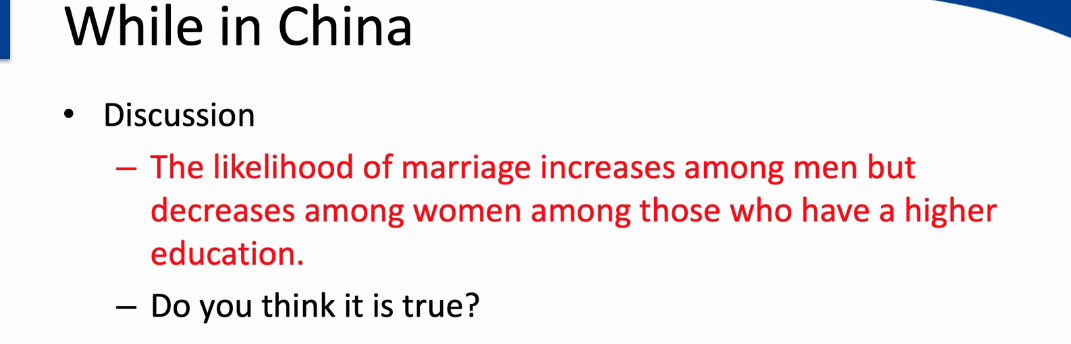 While in China
• Discussion
– The likelihood of marriage increases among men but
decreases among women among those who have a higher
education.
– Do you think it is true?